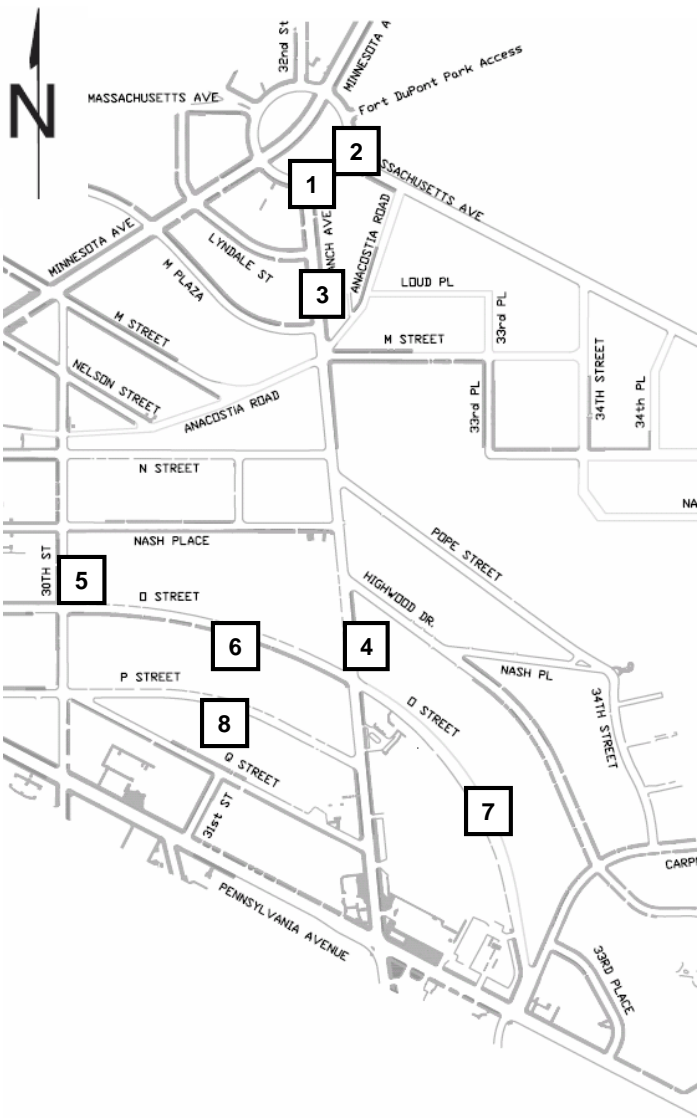 32nd St
MINNESOTA A
MASSACHUSETTS AVE
Fort DuPont Park Access
N
2
SSACHUSETTS AVE
1
ANCH AVE
ANACOSTIA ROAD
MINNESOTA AVE
LYNDALE ST
M PLAZA
3
LOUD PL
33rd PL
M STREET
M STREET
34TH STREET
34th PL
NELSON STREET
33rd PL
ANACOSTIA ROAD
N STREET
NA
NASH PLACE
POPE STREET
30TH ST
5
O STREET
HIGHWOOD DR.
6
4
P STREET
NASH PL
8
O STREET
34TH STREET
Q STREET
7
31st ST
CARP
PENNSYLVANIA AVENUE
33RD PLACE